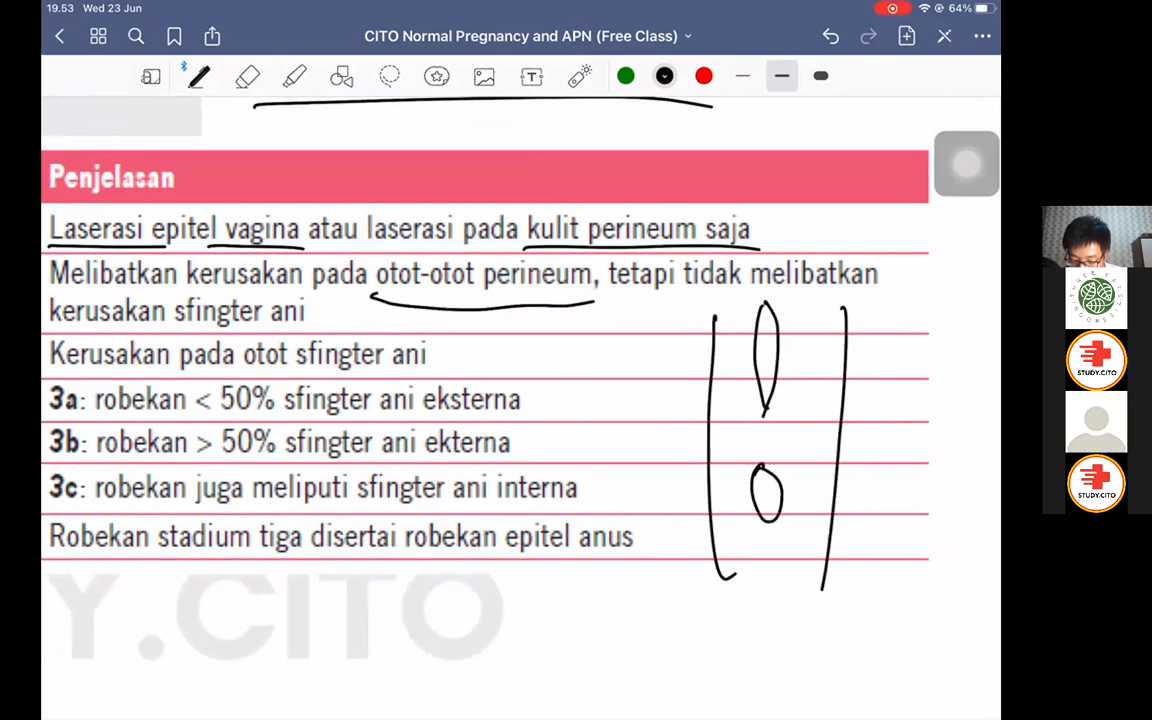 19.53 Wed 23 Jun
64%
CITO Normal Pregnancy and APN (Free Class)
Penjelasan
Laserasi epitel vagina atau laserasi pada kulit perineum saja
Melibatkan kerusakan pada otot-otot perineum, tetapi tidak melibatkan
kerusakan sfingter ani
Kerusakan pada otot sfingter ani
3a: robekan < 50% sfingter ani eksterna
3b: robekan > 50% sfingter ani ekterna
3c: robekan juga meliputi sfingter ani interna
Robekan stadium tiga disertai robekan epitel anus
Y.CITO
STUDY.CITO
STUDY.CITO